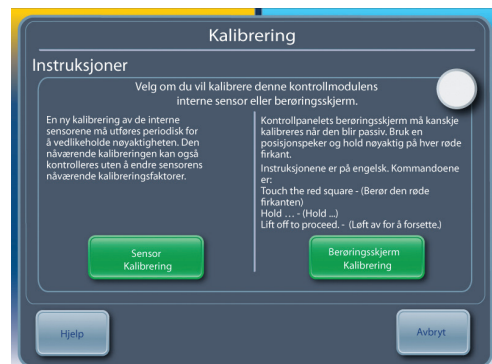 Kalibrering
Instruksjoner
Velg om du vil kalibrere denne kontrollmodulens
interne sensor eller berøringsskjerm.
En ny kalibrering av de interne
sensorene må utføres periodisk for
å vedlikeholde nøyaktigheten. Den
nåværende kalibreringen kan også
kontrolleres uten å endre sensorens
nåværende kalibreringsfaktorer.
Kontrollpanelets berøringsskjerm må kanskje
kalibreres når den blir passiv. Bruk en
posisjonspeker og hold nøyaktig på hver røde
firkant.
Instruksjonene er på engelsk. Kommandoene
er:
Touch the red square - (Berør den røde
firkanten)
Hold … - (Hold ...)
Lift off to proceed. - (Løft av for å forsette.)
Sensor
Kalibrering
Berøringsskjerm
Kalibrering
Hjelp
Avbryt